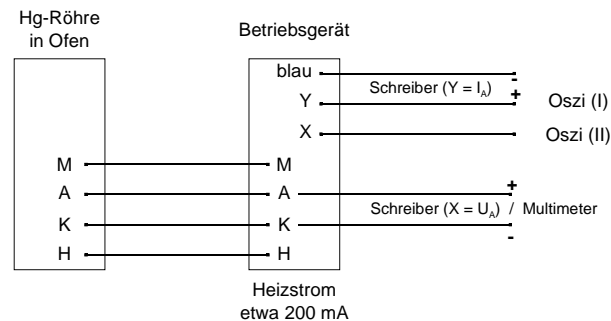 Hg-Röhre
in Ofen
Betriebsgerät
blau
-
Schreiber (Y = I_A)
+
Y
Oszi (I)
X
Oszi (II)
M
M
A
A
+
Schreiber (X = U_A) / Multimeter
K
K
-
H
H
Heizstrom
etwa 200 mA